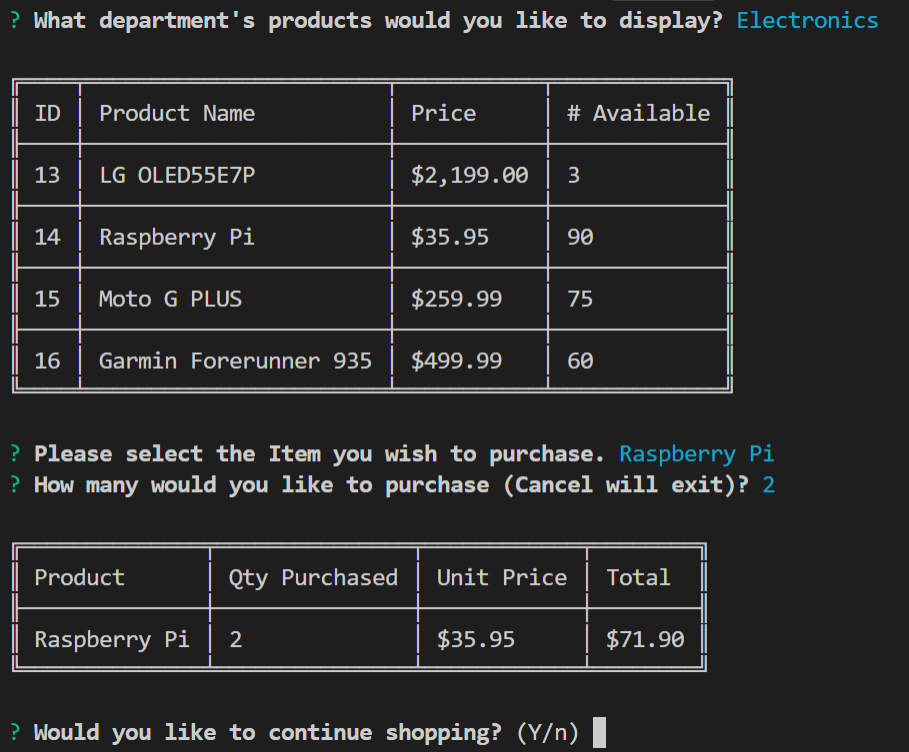 ? What department's products would you like to display? Electronics
ID Product Name Price # Available
13 LG OLED55E7P $2,199.00 3
14 Raspberry Pi $35.95 90
15 Moto G PLUS $259.99 75
16 Garmin Forerunner 935 $499.99 60
? Please select the Item you wish to purchase. Raspberry Pi
? How many would you like to purchase (Cancel will exit)? 2
Product Qty Purchased Unit Price Total
Raspberry Pi 2 $35.95 $71.90
? Would you like to continue shopping? (Y/n)